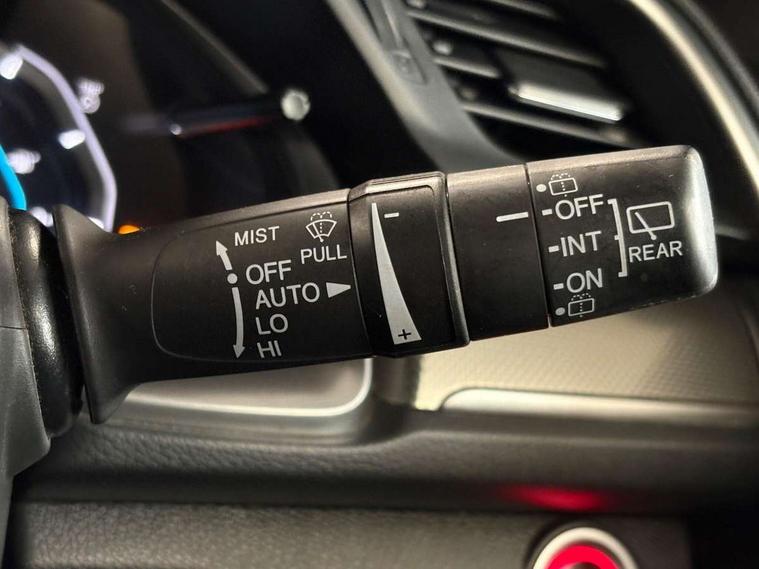 MIST
OFF
AUTO
LO
HI
PULL
-
+
OFF
INT
ON
REAR